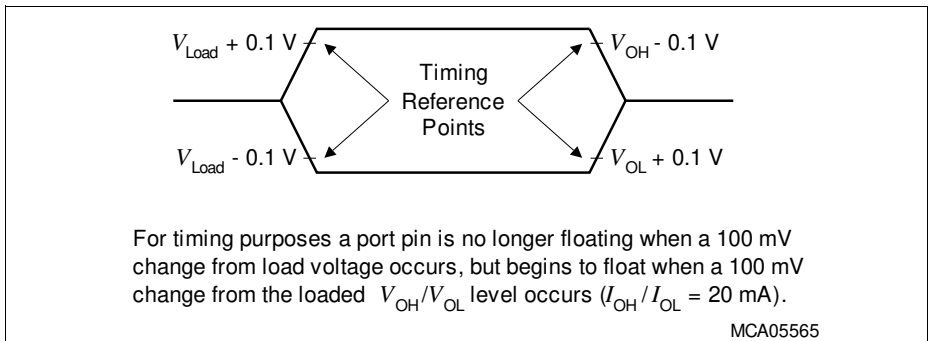 V_Load + 0.1 V
V_OH - 0.1 V
Timing
Reference
Points
V_Load - 0.1 V
V_OL + 0.1 V
For timing purposes a port pin is no longer floating when a 100 mV
change from load voltage occurs, but begins to float when a 100 mV
change from the loaded V_OH/V_OL level occurs (I_OH / I_OL = 20 mA).
MCA05565